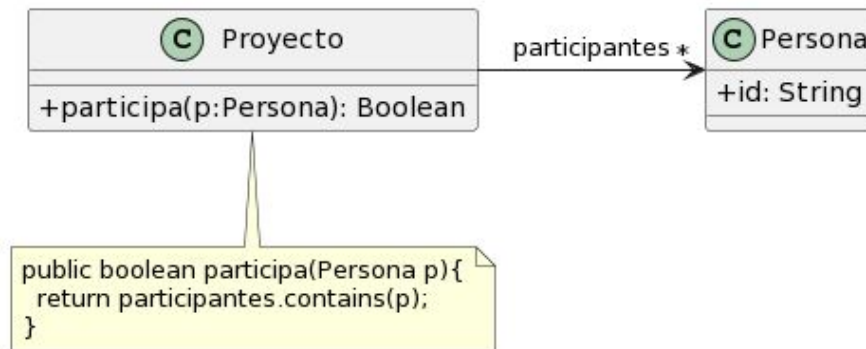 C Proyecto
+participa(p:Persona): Boolean
participantes *
C Persona
+id: String
public boolean participa(Persona p){
return participantes.contains(p);
}